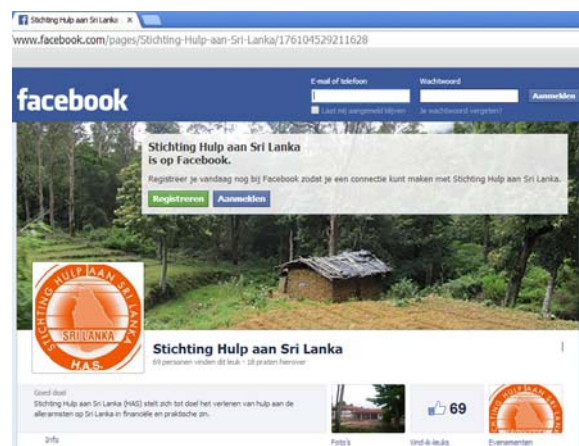 Stichting Hulp aan Sri Lanka
www.facebook.com/pages/Stichting-Hulp-aan-Sri-Lanka/176104529211628
facebook
E-mail of telefoon
Wachtwoord
Laat mij aangemeld blijven
Je wachtwoord vergeten?
Aanmelden
Stichting Hulp aan Sri Lanka
is op Facebook.
Registreer je vandaag nog bij Facebook zodat je een connectie kunt maken met Stichting Hulp aan Sri Lanka.
Registreren
Aanmelden
STICHTING HULP AAN SRI LANKA
SRI LANKA
H.A.S.
Stichting Hulp aan Sri Lanka
69 personen vinden dit leuk · 18 praten hierover
Goed doel
Stichting Hulp aan Sri Lanka (HAS) stelt zich tot doel het verlenen van hulp aan de
allerarmsten op Sri Lanka in financiële en praktische zin.
69
Info
Foto's
Vind-ik-leuks
Evenementen